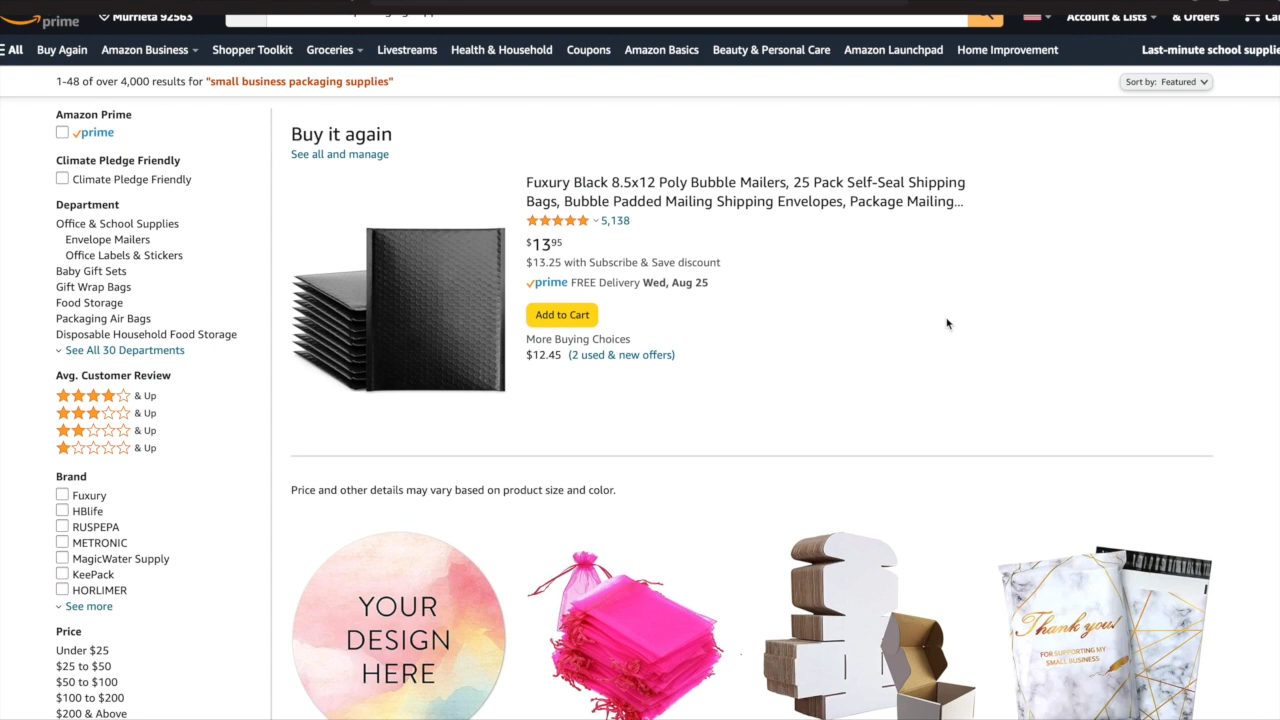 prime
Murrieta 92563
Account & Lists
& Orders
All
Buy Again
Amazon Business
Shopper Toolkit
Groceries
Livestreams
Health & Household
Coupons
Amazon Basics
Beauty & Personal Care
Amazon Launchpad
Home Improvement
Last-minute school supplie
1-48 of over 4,000 results for "small business packaging supplies"
Sort by: Featured
Amazon Prime
prime
Climate Pledge Friendly
Climate Pledge Friendly
Department
Office & School Supplies
Envelope Mailers
Office Labels & Stickers
Baby Gift Sets
Gift Wrap Bags
Food Storage
Packaging Air Bags
Disposable Household Food Storage
See All 30 Departments
Avg. Customer Review
& Up
& Up
& Up
& Up
Brand
Fuxury
HBlife
RUSPEPA
METRONIC
MagicWater Supply
KeePack
HORLIMER
See more
Price
Under $25
$25 to $50
$50 to $100
$100 to $200
$200 & Above
Buy it again
See all and manage
Fuxury Black 8.5x12 Poly Bubble Mailers, 25 Pack Self-Seal Shipping
Bags, Bubble Padded Mailing Shipping Envelopes, Package Mailing...
5,138
$13.95
$13.25 with Subscribe & Save discount
prime FREE Delivery Wed, Aug 25
Add to Cart
More Buying Choices
$12.45 (2 used & new offers)
Price and other details may vary based on product size and color.
YOUR
DESIGN
HERE
Thank you!
FOR SUPPORTING MY
SMALL BUSINESS